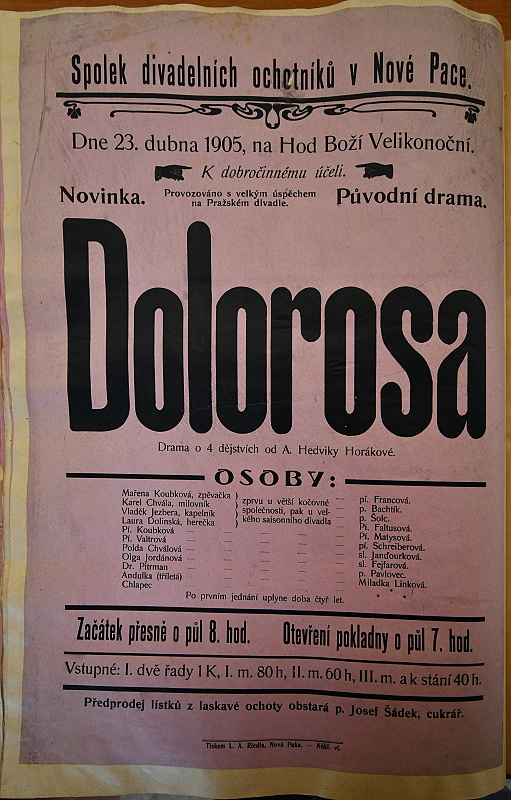 Spolek divadelních ochotníků v Nové Pace.
Dne 23. dubna 1905, na Hod Boží Velikonoční.
K dobročinnému účeli.
Novinka. Provozováno s velkým úspěchem na Pražském divadle. Původní drama.
Dolorosa
Drama o 4 dějstvích od A. Hedviky Horákové.
OSOBY:
Mařena Koubková, zpěvačka ) zprvu u větší kočovné — pí. Francová.
Karel Chvála, milovník ) společnosti, pak u vel- — p. Bachtík.
Vladěk Jezbera, kapelník ) kého saisonního divadla — p. Šolc.
Laura Dolinská, herečka ) — Pí. Faltusová.
Pí. Koubková — — — — Pí. Matysová.
Pí. Valtrová — — — — pí. Schreiberová.
Polda Chválová — — — — sl. Janďourková.
Olga Jordánová — — — — sl. Fejfarová.
Dr. Pitrman — — — — p. Pavlovec.
Andulka (tříletá) — — — — Miladka Linková.
Chlapec — — — — * * *
Po prvním jednání uplyne doba čtyř let.
Začátek přesně o půl 8. hod. Otevření pokladny o půl 7. hod.
Vstupné: I. dvě řady 1 K, I. m. 80 h, II. m. 60 h, III. m. a k stání 40 h.
Předprodej lístků z laskavé ochoty obstará p. Josef Šádek, cukrář.
Tiskem L. A. Riedla, Nová Paka. — Nákl. vl.